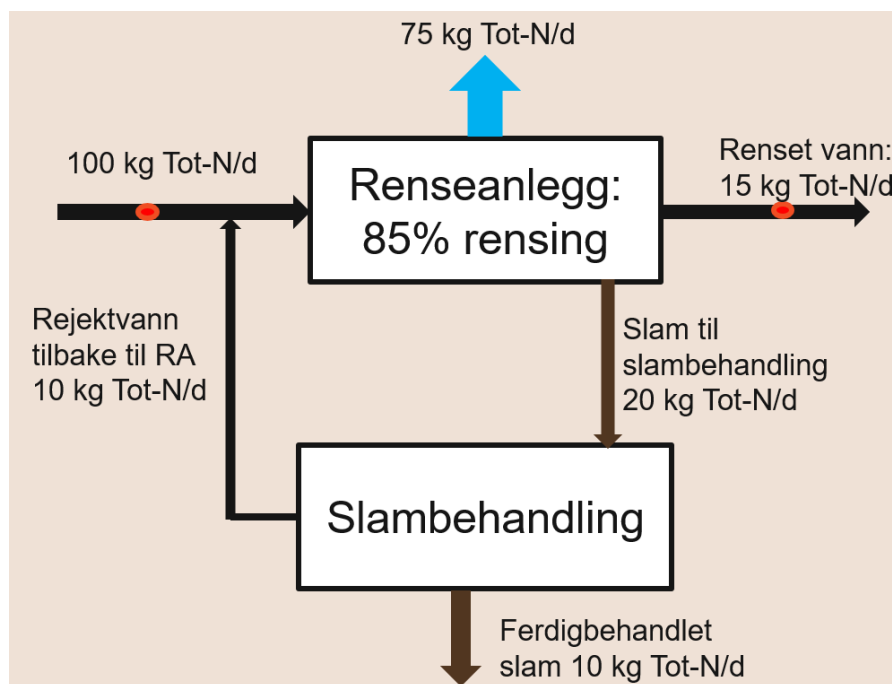 75 kg Tot-N/d
100 kg Tot-N/d
Renseanlegg:
85% rensing
Renset vann:
15 kg Tot-N/d
Rejektvann
tilbake til RA
10 kg Tot-N/d
Slam til
slambehandling
20 kg Tot-N/d
Slambehandling
Ferdigbehandlet
slam 10 kg Tot-N/d